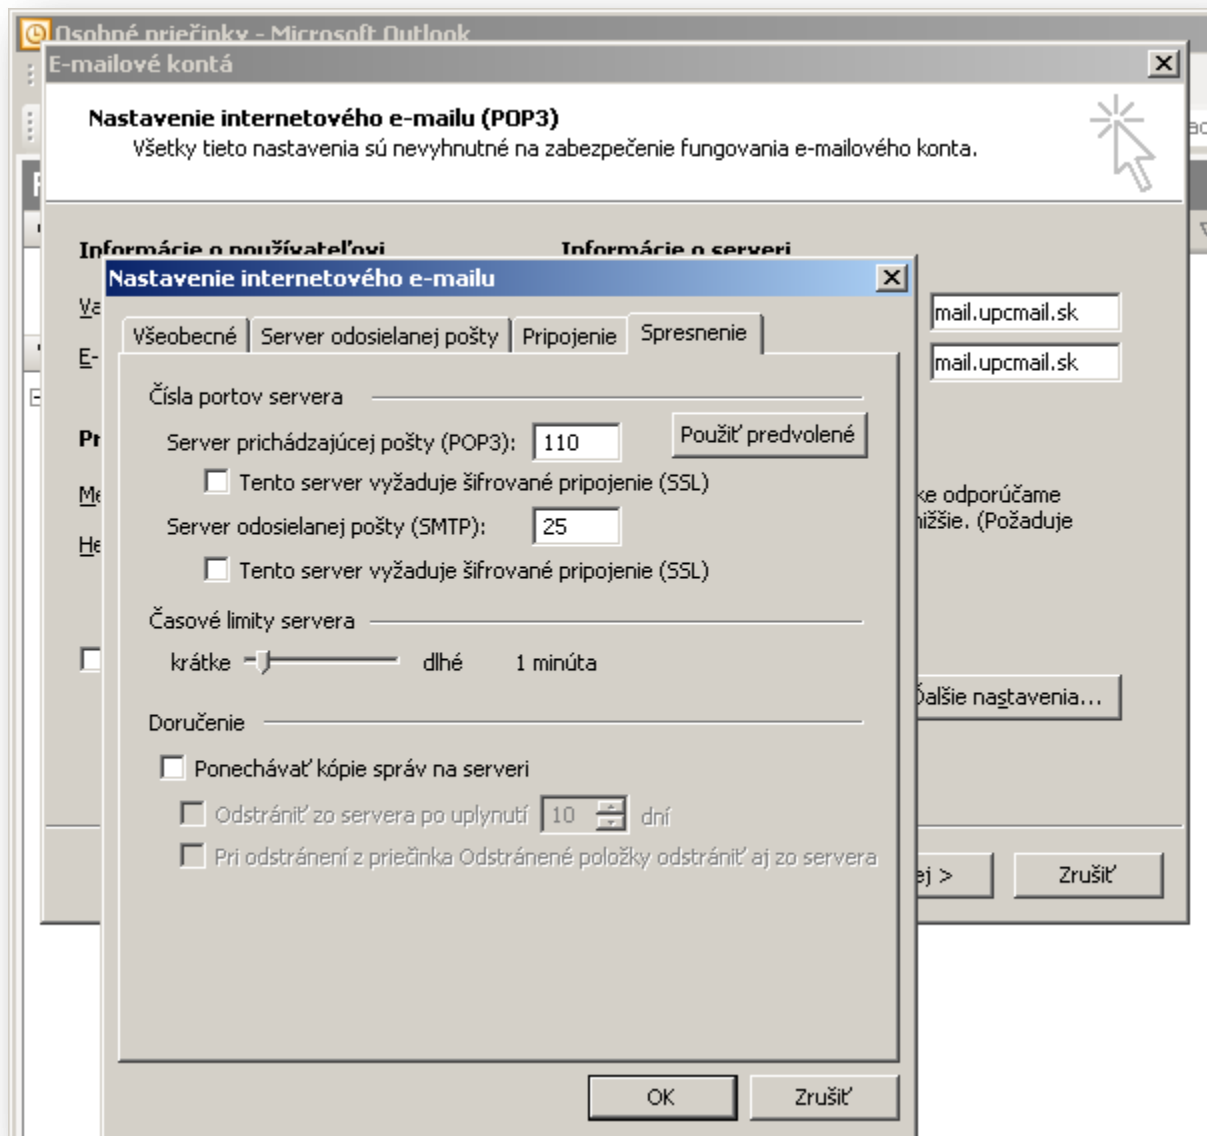 Osobné priečinky - Microsoft Outlook
E-mailové kontá
Nastavenie internetového e-mailu (POP3)
Všetky tieto nastavenia sú nevyhnutné na zabezpečenie fungovania e-mailového konta.
Informácie o používateľovi
Informácie o serveri
Nastavenie internetového e-mailu
mail.upcmail.sk
Všeobecné
Server odosielanej pošty
Pripojenie
Spresnenie
E-
mail.upcmail.sk
Čísla portov servera
Server prichádzajúcej pošty (POP3): 110
Použiť predvolené
Tento server vyžaduje šifrované pripojenie (SSL)
odporúčame
Server odosielanej pošty (SMTP): 25
(Požaduje
Tento server vyžaduje šifrované pripojenie (SSL)
Časové limity servera
krátke dlhé 1 minúta
Ďalšie nastavenia...
Doručenie
Ponechávať kópie správ na serveri
Odstrániť zo servera po uplynutí 10 dní
Pri odstránení z priečinka Odstránené položky odstrániť aj zo servera
ej >
Zrušiť
OK
Zrušiť